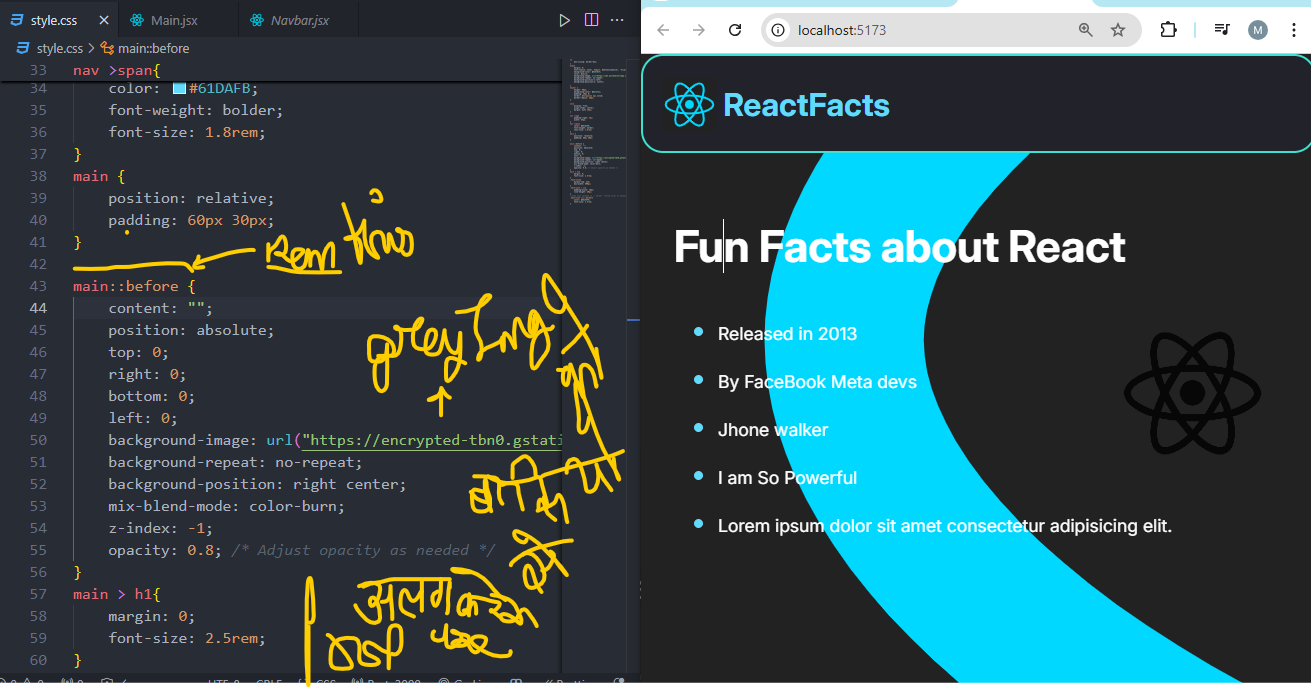 style.css
Main.jsx
Navbar.jsx
style.css > main::before
33 nav >span{
34 color: #61DAFB;
35 font-weight: bolder;
36 font-size: 1.8rem;
37 }
38 main {
39 position: relative;
40 padding: 60px 30px;
41 }
42
43 main::before {
44 content: "";
45 position: absolute;
46 top: 0;
47 right: 0;
48 bottom: 0;
49 left: 0;
50 background-image: url("https://encrypted-tbn0.gstati
51 background-repeat: no-repeat;
52 background-position: right center;
53 mix-blend-mode: color-burn;
54 z-index: -1;
55 opacity: 0.8; /* Adjust opacity as needed */
56 }
57 main > h1{
58 margin: 0;
59 font-size: 2.5rem;
60 }
grey Img
अलग
localhost:5173
M
ReactFacts
Fun Facts about React
Released in 2013
By FaceBook Meta devs
Jhone walker
I am So Powerful
Lorem ipsum dolor sit amet consectetur adipisicing elit.